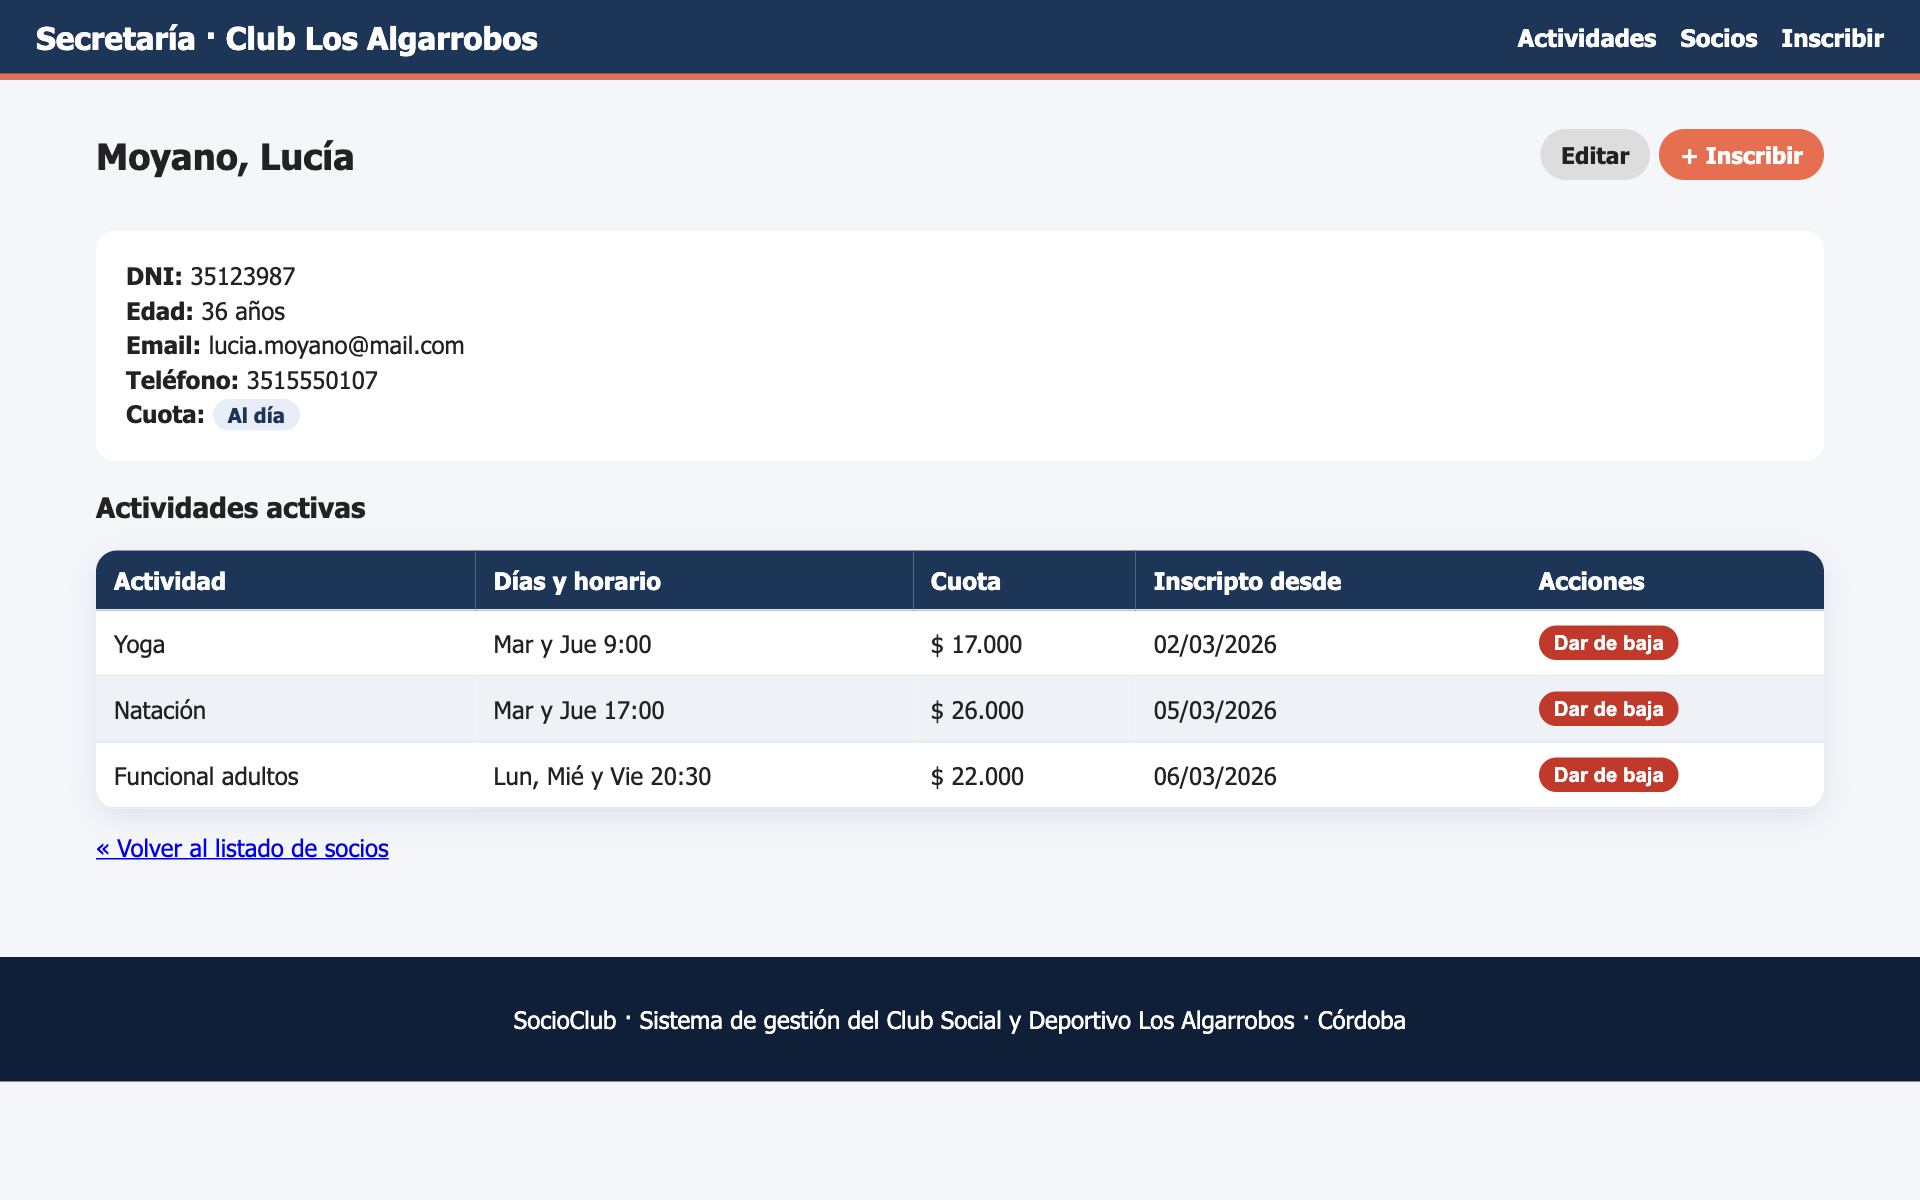 Secretaría · Club Los Algarrobos
Actividades Socios Inscribir
Moyano, Lucía
Editar + Inscribir
DNI: 35123987
Edad: 36 años
Email: lucia.moyano@mail.com
Teléfono: 3515550107
Cuota: Al día
Actividades activas
Actividad Días y horario Cuota Inscripto desde Acciones
Yoga Mar y Jue 9:00 $ 17.000 02/03/2026 Dar de baja
Natación Mar y Jue 17:00 $ 26.000 05/03/2026 Dar de baja
Funcional adultos Lun, Mié y Vie 20:30 $ 22.000 06/03/2026 Dar de baja
« Volver al listado de socios
SocioClub · Sistema de gestión del Club Social y Deportivo Los Algarrobos · Córdoba